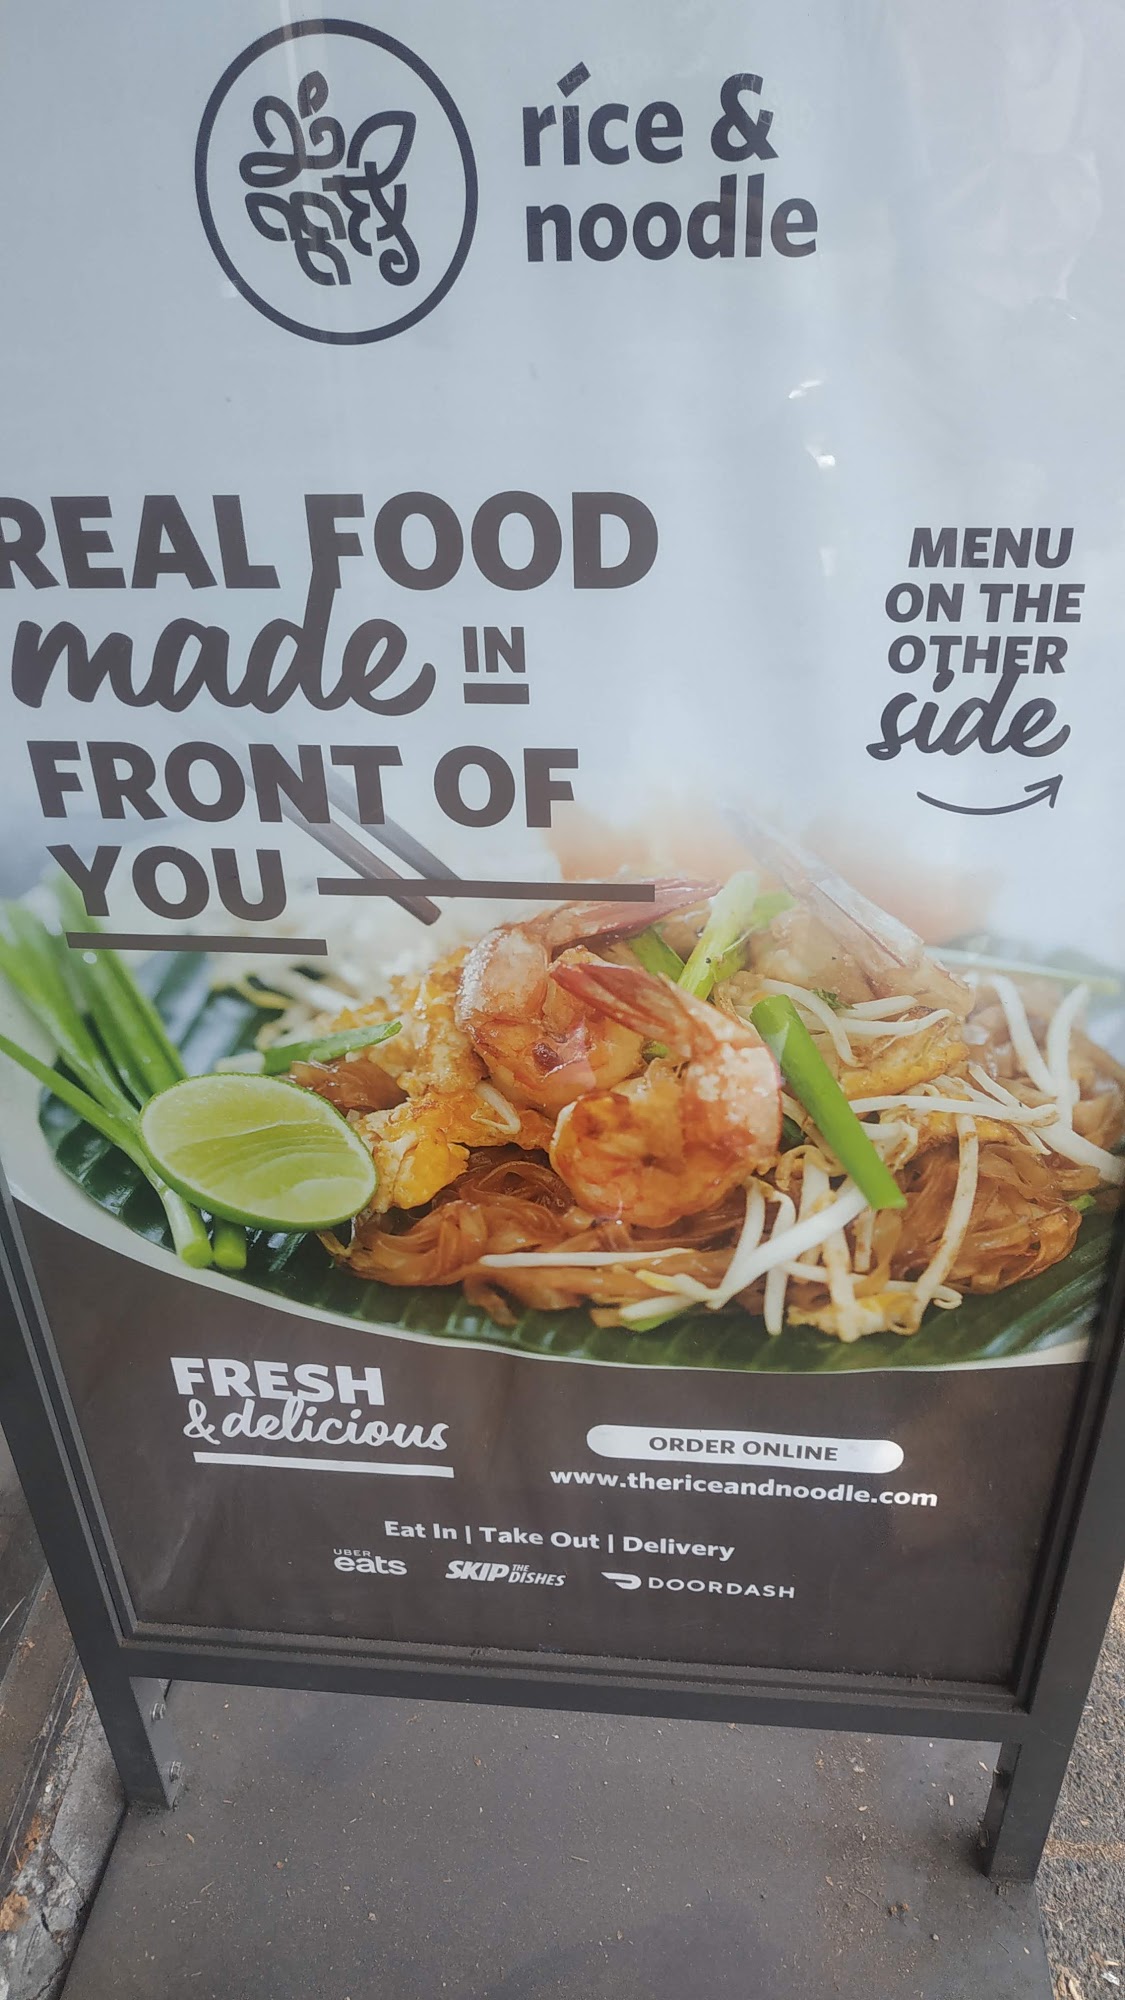 ríce &
noodle
REAL FOOD
made IN
FRONT OF
YOU
MENU
ON THE
OTHER
side
FRESH
& delicious
ORDER ONLINE
www.thericeandnoodle.com
Eat In | Take Out | Delivery
UBER
eats
SKIP THE
DISHES
DOORDASH